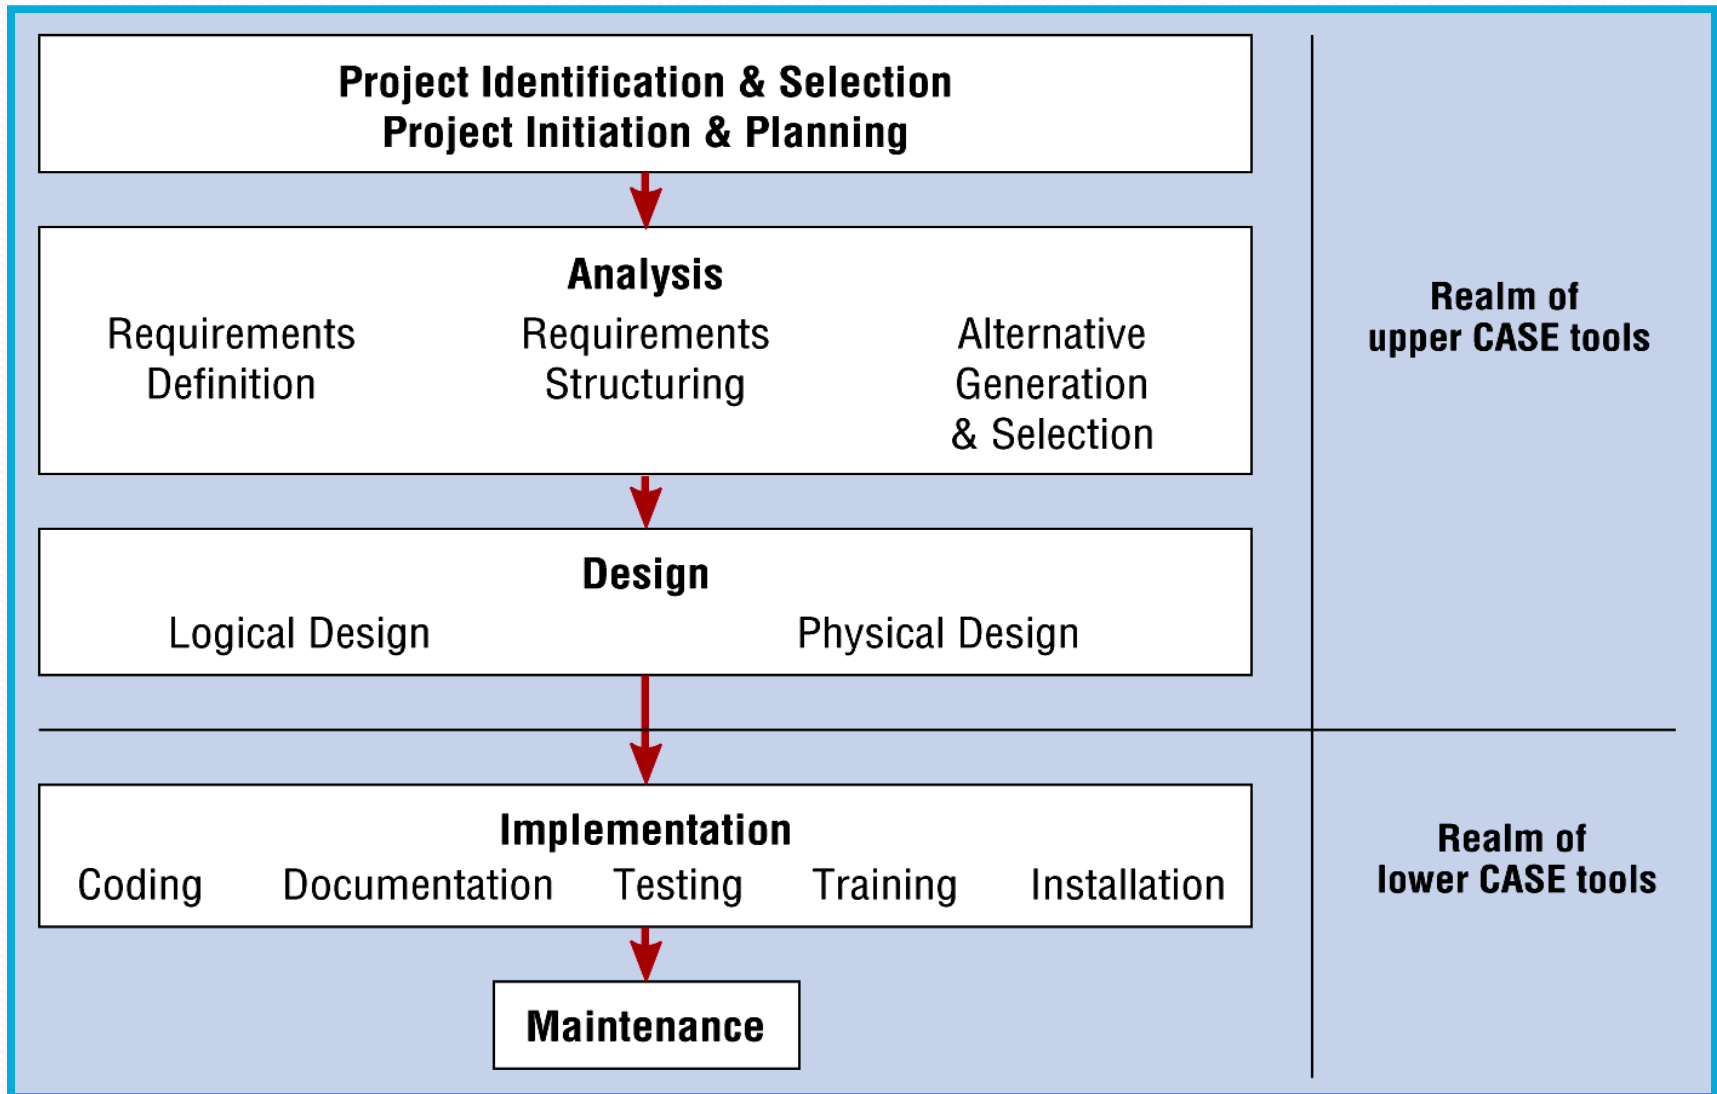 Project Identification & Selection
Project Initiation & Planning
Analysis
Requirements
Definition
Requirements
Structuring
Alternative
Generation
& Selection
Design
Logical Design
Physical Design
Realm of
upper CASE tools
Implementation
Coding
Documentation
Testing
Training
Installation
Maintenance
Realm of
lower CASE tools